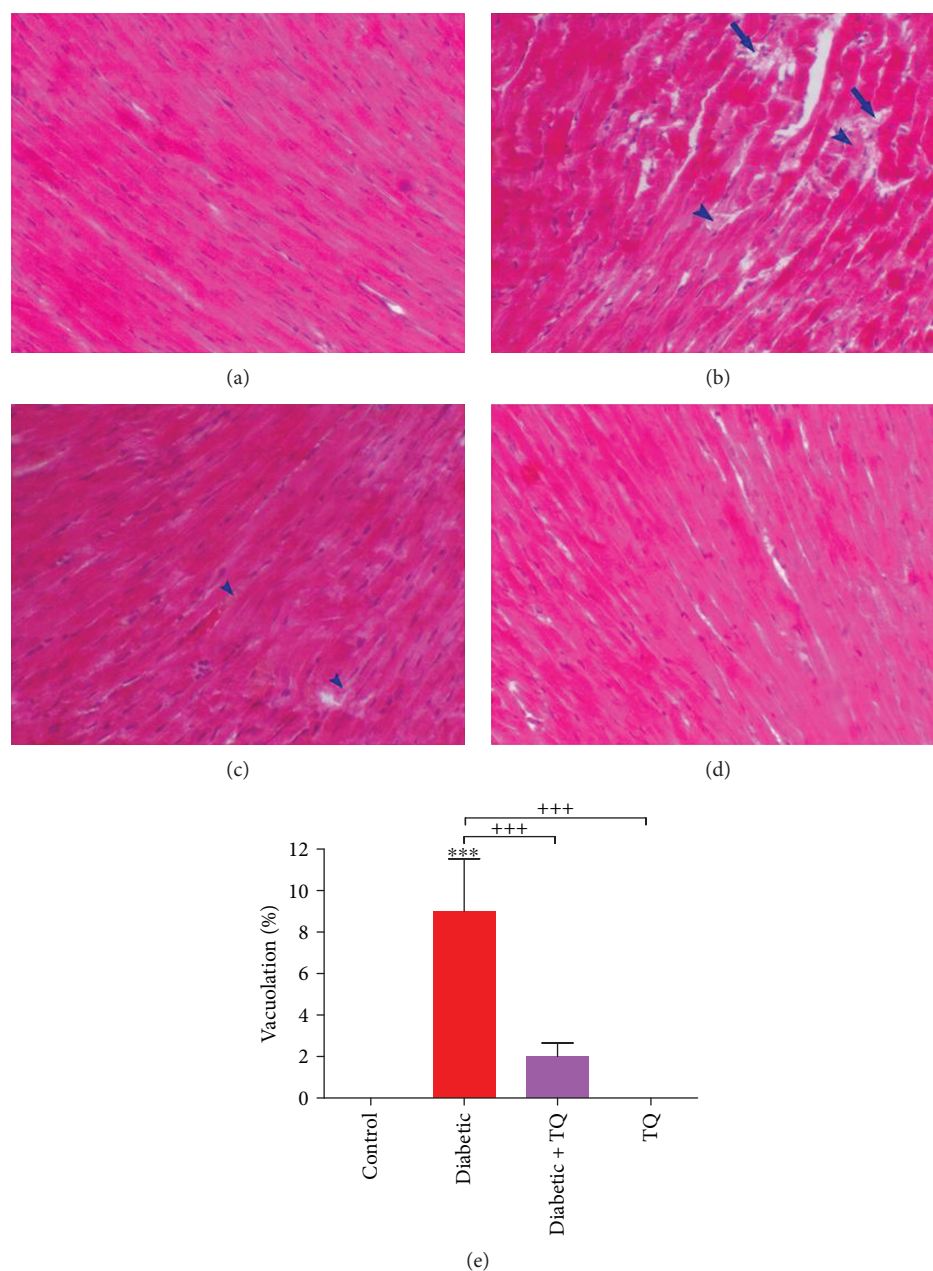 (a)
(b)
(c)
(d)
+++
+++
***
12
10
8
6
4
2
0
Vacuolation (%)
Control
Diabetic
Diabetic + TQ
TQ
(e)